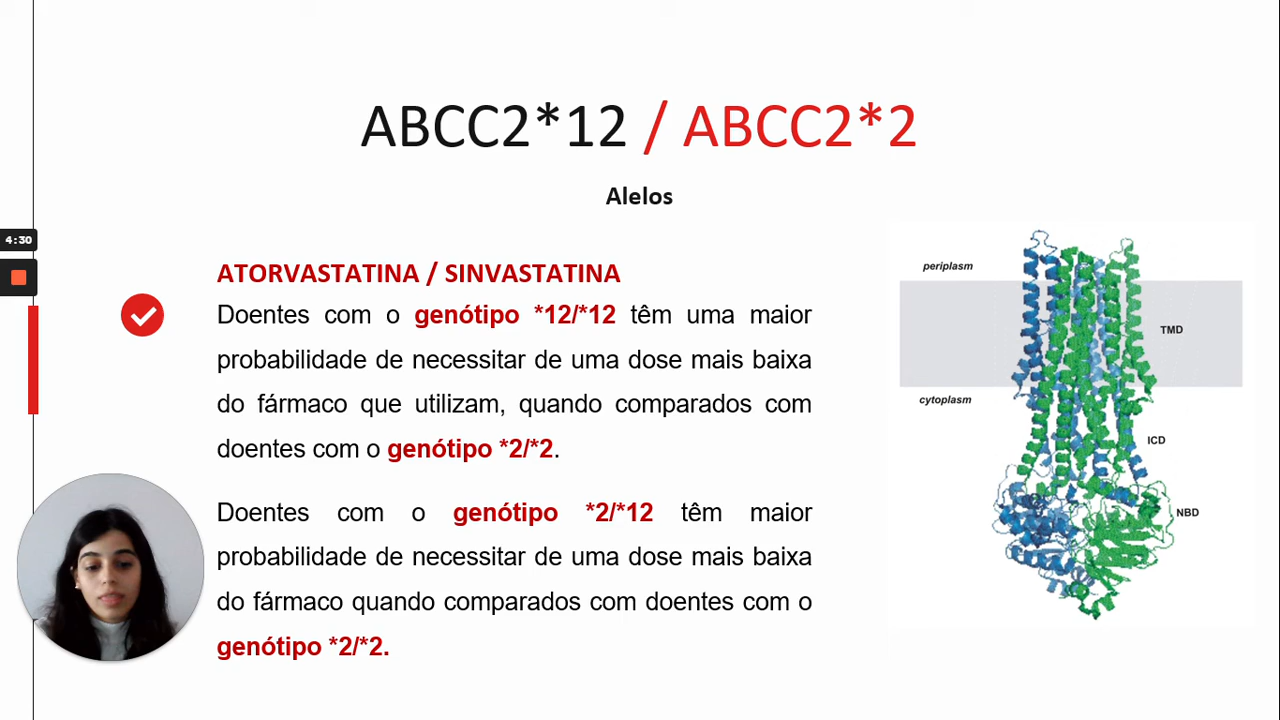 ABCC2*12 / ABCC2*2
Alelos
4:30
ATORVASTATINA / SINVASTATINA
Doentes com o genótipo *12/*12 têm uma maior
probabilidade de necessitar de uma dose mais baixa
do fármaco que utilizam, quando comparados com
doentes com o genótipo *2/*2.
Doentes com o genótipo *2/*12 têm maior
probabilidade de necessitar de uma dose mais baixa
do fármaco quando comparados com doentes com o
genótipo *2/*2.
periplasm
TMD
cytoplasm
ICD
NBD